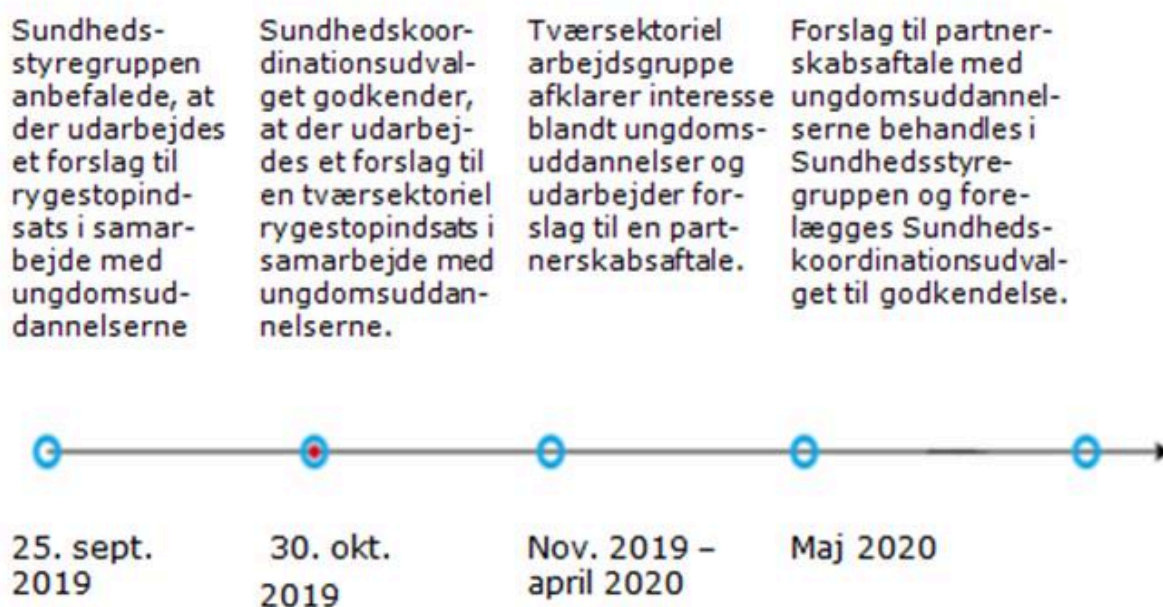 Sundheds-
styregruppen
anbefalede, at
der udarbejdes
et forslag til
rygestopind-
sats i samar-
bejde med
ungdomsud-
dannelserne
Sundhedskoor-
dinationsudval-
get godkender,
at der udarbej-
des et forslag til
en tværsektoriel
rygestopindsats i
samarbejde med
ungdomsuddan-
nelserne.
Tværsektoriel
arbejdsgruppe
afklarer interesse
blandt ungdoms-
uddannelser og
udarbejder for-
slag til en part-
nerskabsaftale.
Forslag til partner-
skabsaftale med
ungdomsuddannel-
serne behandles i
Sundhedsstyre-
gruppen og fore-
lægges Sundheds-
koordinationsudval-
get til godkendelse.
25. sept.
2019
30. okt.
2019
Nov. 2019 –
april 2020
Maj 2020